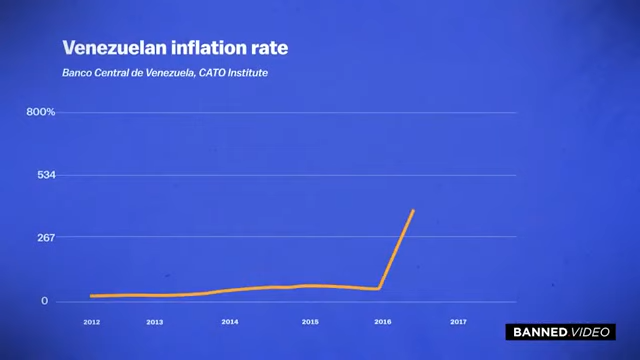 Venezuelan inflation rate
Banco Central de Venezuela, CATO Institute
800%
534
267
0
2012 2013 2014 2015 2016 2017
BANNED VIDEO